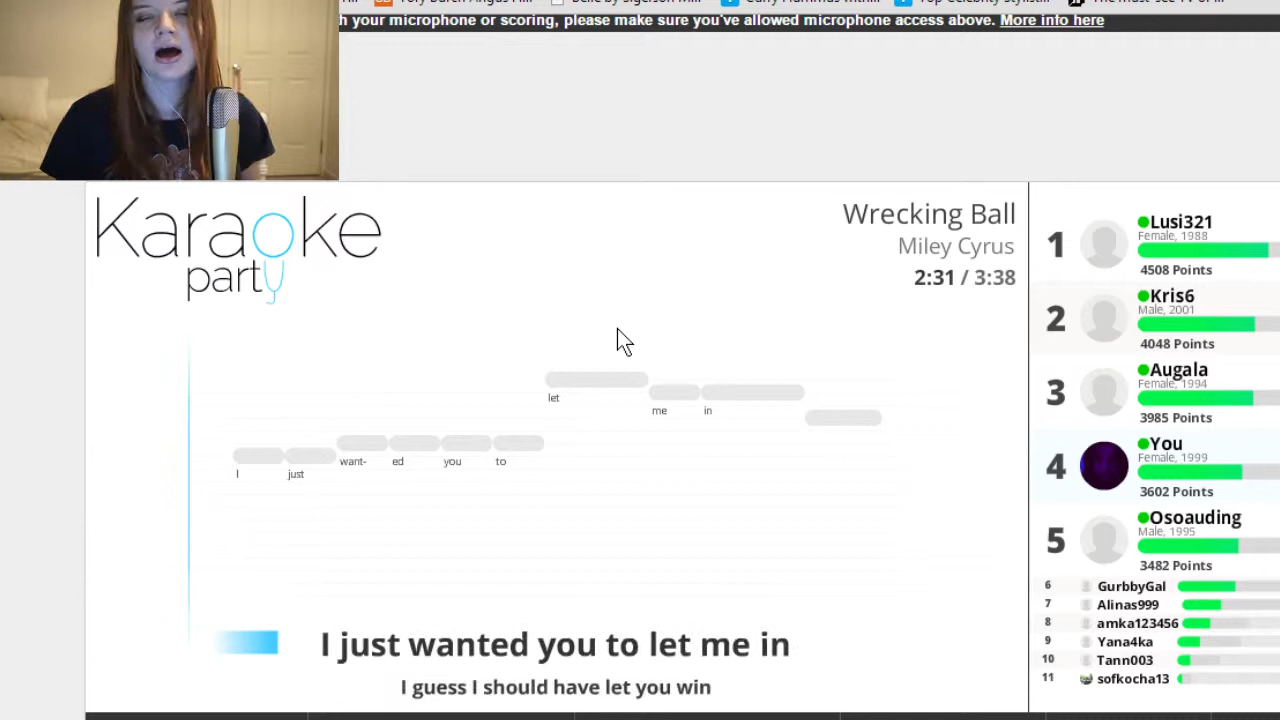 h your microphone or scoring, please make sure you've allowed microphone access above. More info here
Karaoke
party
Wrecking Ball
Miley Cyrus
2:31 / 3:38
let
me in
I just want- ed you to
I just wanted you to let me in
I guess I should have let you win
1 Lusi321
Female, 1988
4508 Points
2 Kris6
Male, 2001
4048 Points
3 Augala
Female, 1994
3985 Points
4 You
Female, 1999
3602 Points
5 Osoauding
Male, 1995
3482 Points
6 GurbbyGal
7 Alinas999
8 amka123456
9 Yana4ka
10 Tann003
11 sofkocha13